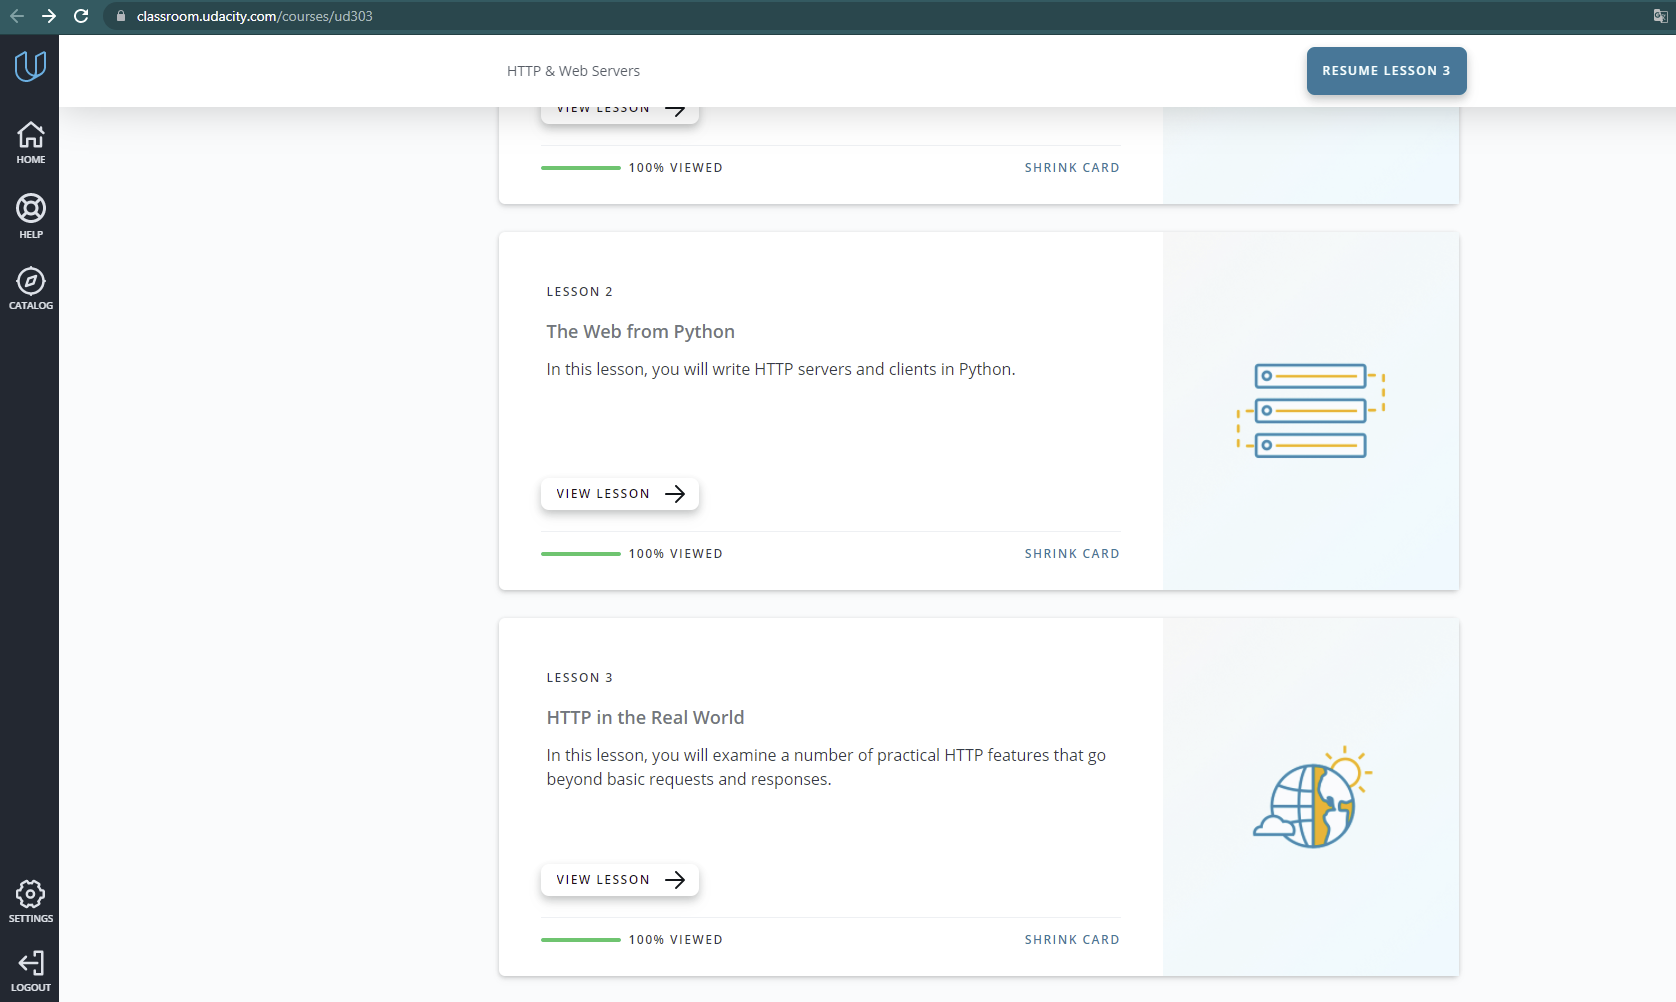 classroom.udacity.com/courses/ud303
HTTP & Web Servers
RESUME LESSON 3
HOME
HELP
CATALOG
SETTINGS
LOGOUT
VIEW LESSON
100% VIEWED
SHRINK CARD
LESSON 2
The Web from Python
In this lesson, you will write HTTP servers and clients in Python.
VIEW LESSON
100% VIEWED
SHRINK CARD
LESSON 3
HTTP in the Real World
In this lesson, you will examine a number of practical HTTP features that go
beyond basic requests and responses.
VIEW LESSON
100% VIEWED
SHRINK CARD